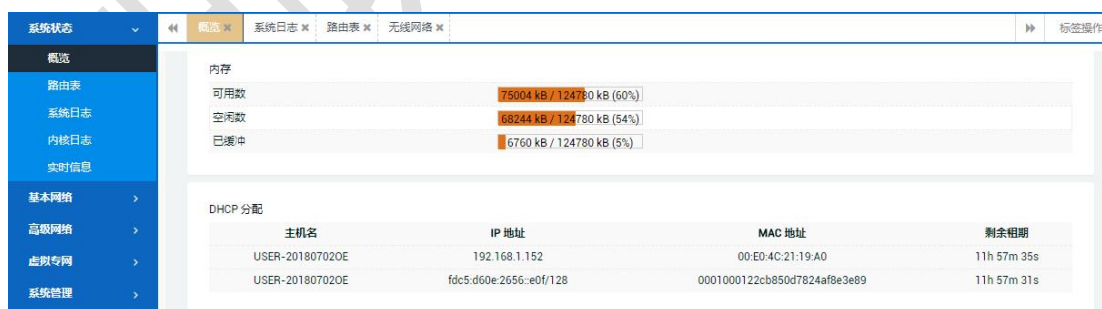 系统状态 概览 系统日志 路由表 无线网络 标签操作
概览
路由表
系统日志
内核日志
实时信息
基本网络
高级网络
虚拟专网
系统管理
内存
可用数 75004 kB / 124780 kB (60%)
空闲数 68244 kB / 124780 kB (54%)
已缓冲 6760 kB / 124780 kB (5%)
DHCP 分配
主机名 IP 地址 MAC 地址 剩余租期
USER-20180702OE 192.168.1.152 00:E0:4C:21:19:A0 11h 57m 35s
USER-20180702OE fdc5:d60e:2656::e0f/128 0001000122cb850d7824af8e3e89 11h 57m 31s